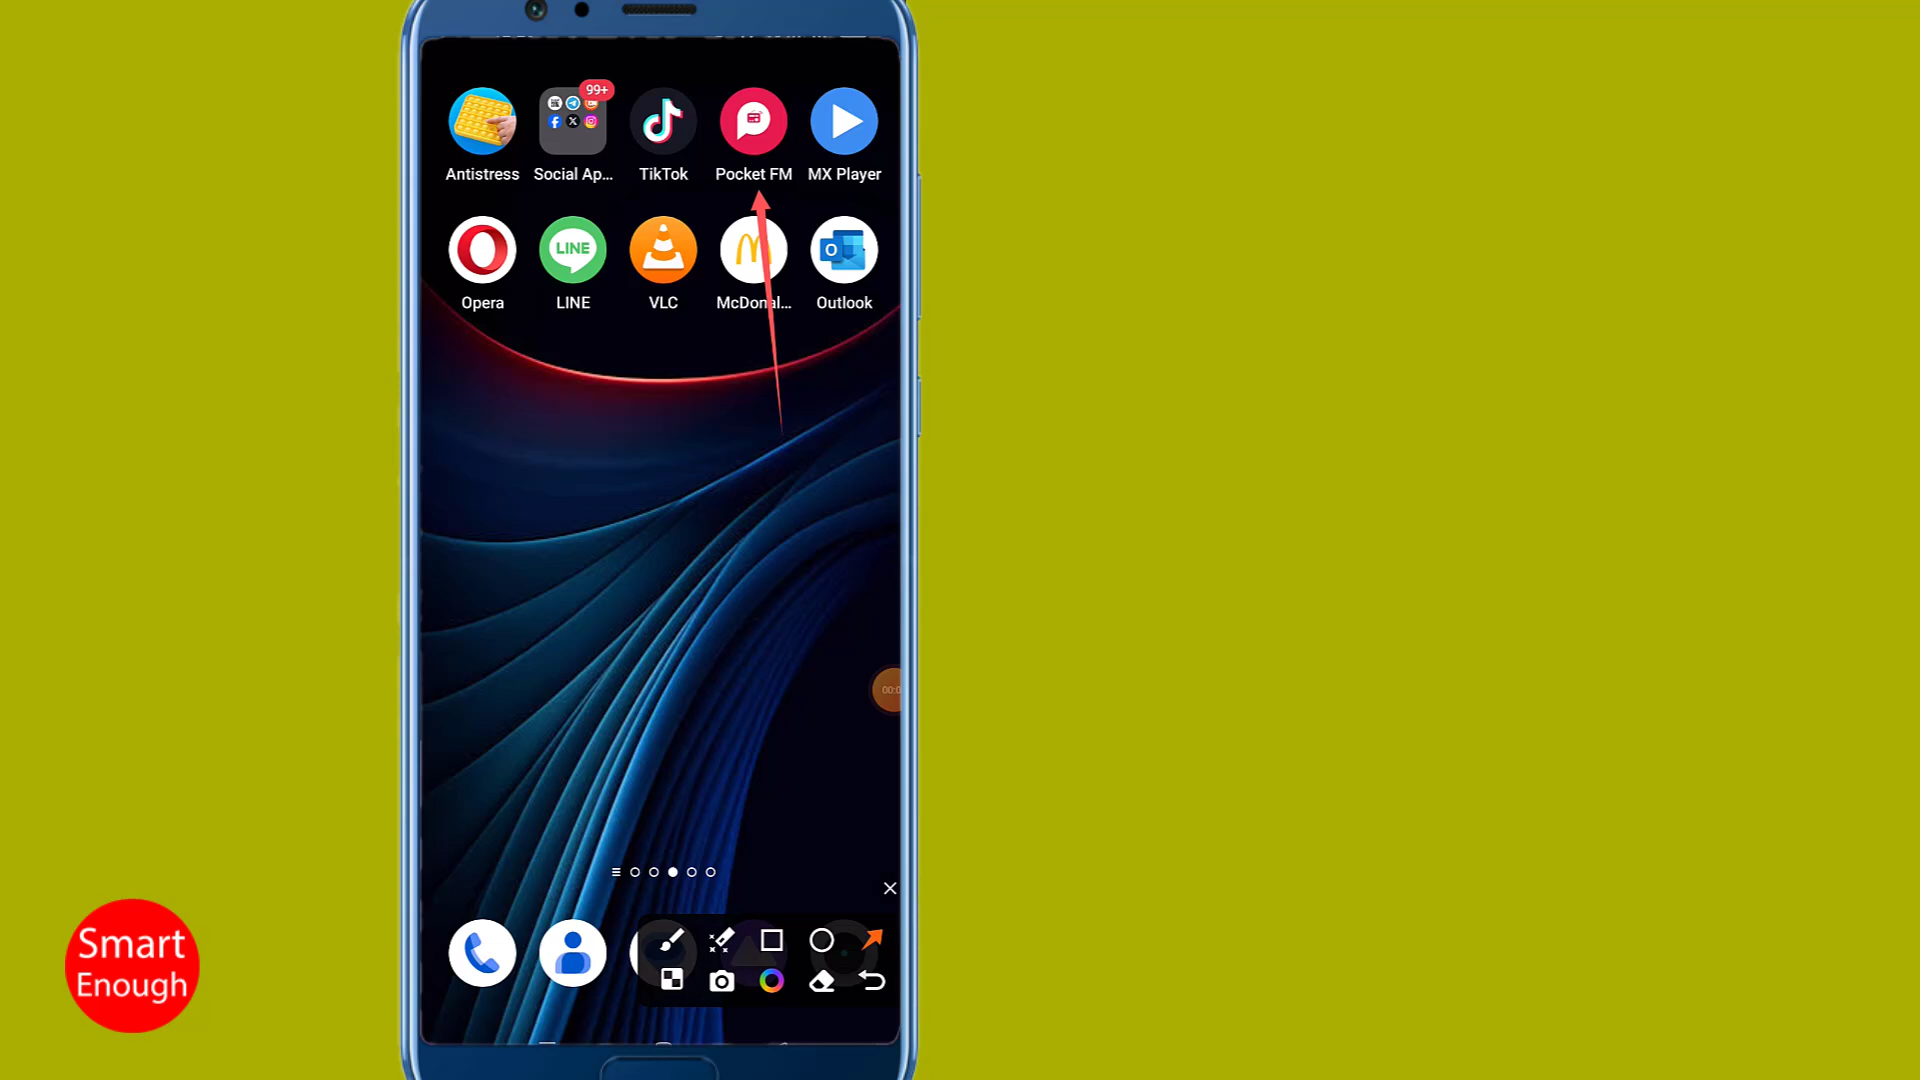 99+
Antistress
Social Ap...
TikTok
Pocket FM
MX Player
LINE
Opera
LINE
VLC
McDonal...
Outlook
Smart
Enough